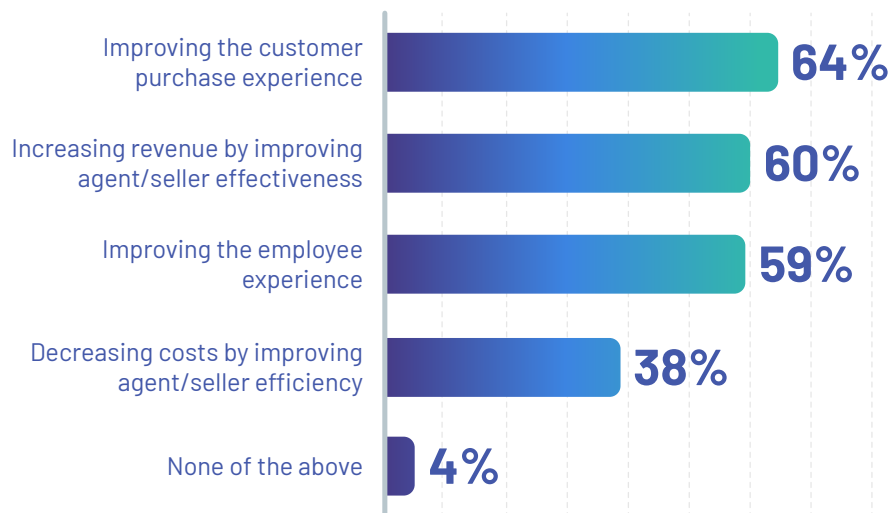 Improving the customer
purchase experience
64%
Increasing revenue by improving
agent/seller effectiveness
60%
Improving the employee
experience
59%
Decreasing costs by improving
agent/seller efficiency
38%
None of the above
4%